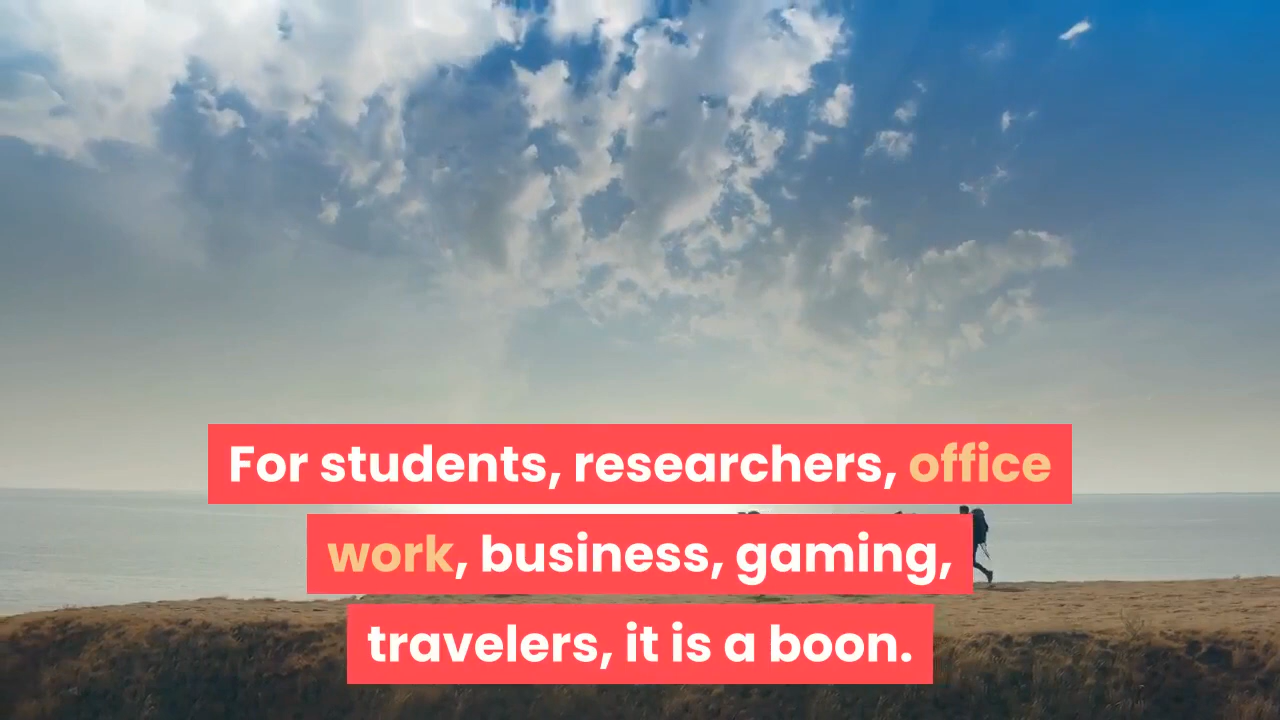 For students, researchers, office
work, business, gaming,
travelers, it is a boon.